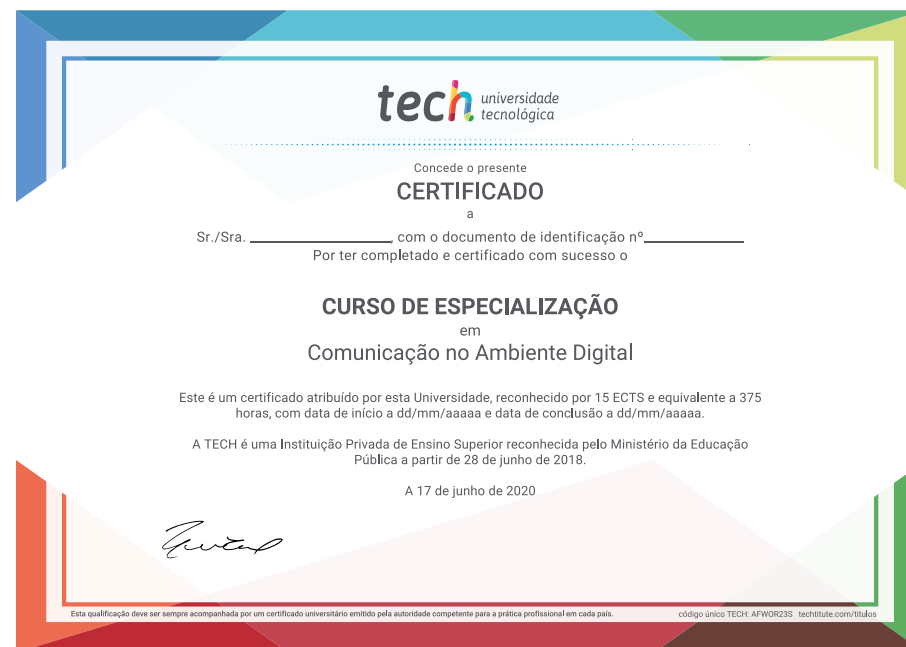 tech universidade
tecnológica
Concede o presente
CERTIFICADO
a
Sr./Sra. , com o documento de identificação nº
Por ter completado e certificado com sucesso o
CURSO DE ESPECIALIZAÇÃO
em
Comunicação no Ambiente Digital
Este é um certificado atribuído por esta Universidade, reconhecido por 15 ECTS e equivalente a 375
horas, com data de início a dd/mm/aaaaa e data de conclusão a dd/mm/aaaaa.
A TECH é uma Instituição Privada de Ensino Superior reconhecida pelo Ministério da Educação
Pública a partir de 28 de junho de 2018.
A 17 de junho de 2020
Esta qualificação deve ser sempre acompanhada por um certificado universitário emitido pela autoridade competente para a prática profissional em cada país.
código único TECH: AFWOR23S techtitute.com/titulos